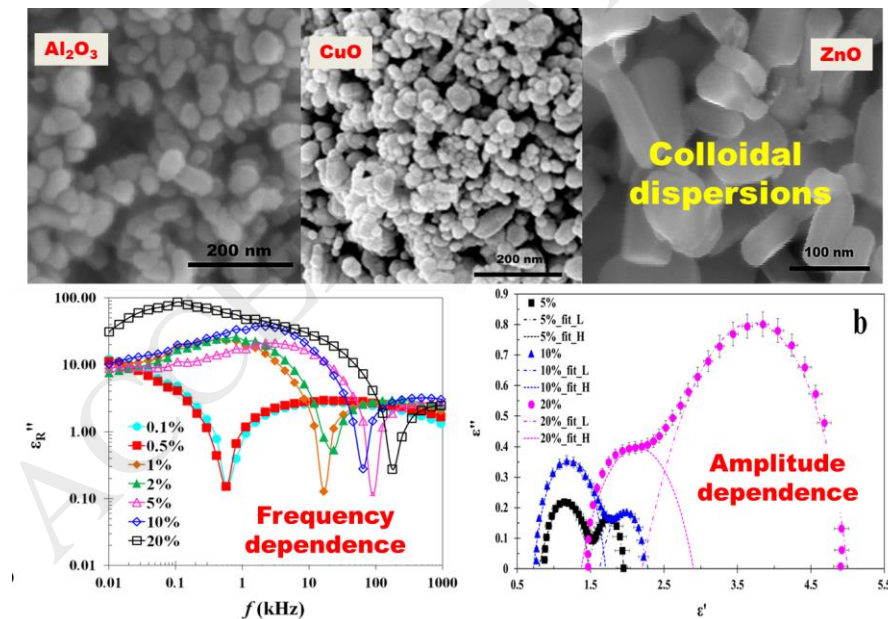 Al₂O₃
CuO
ZnO
Colloidal
dispersions
200 nm
200 nm
100 nm
100.00
10.00
1.00
0.10
0.01
εR''
0.1%
0.5%
1%
2%
5%
10%
20%
Frequency
dependence
0.01 0.1 1 10 100 1000
f (kHz)
b
0.9
0.8
0.7
0.6
0.5
0.4
0.3
0.2
0.1
0
ε''
5%
5%_fit_L
5%_fit_H
10%
10%_fit_L
10%_fit_H
20%
20%_fit_L
20%_fit_H
Amplitude
dependence
0.5 1.5 2.5 3.5 4.5 5.5
ε'